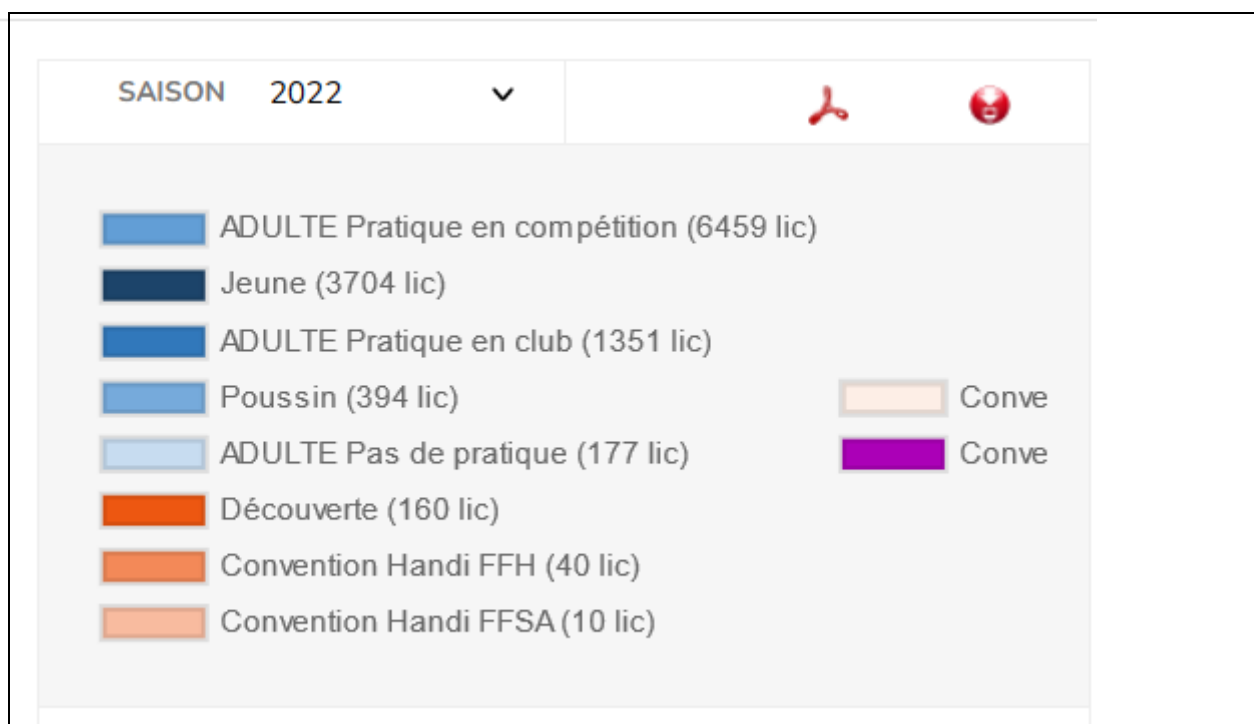 SAISON 2022
ADULTE Pratique en compétition (6459 lic)
Jeune (3704 lic)
ADULTE Pratique en club (1351 lic)
Poussin (394 lic)
Conve
ADULTE Pas de pratique (177 lic)
Conve
Découverte (160 lic)
Convention Handi FFH (40 lic)
Convention Handi FFSA (10 lic)